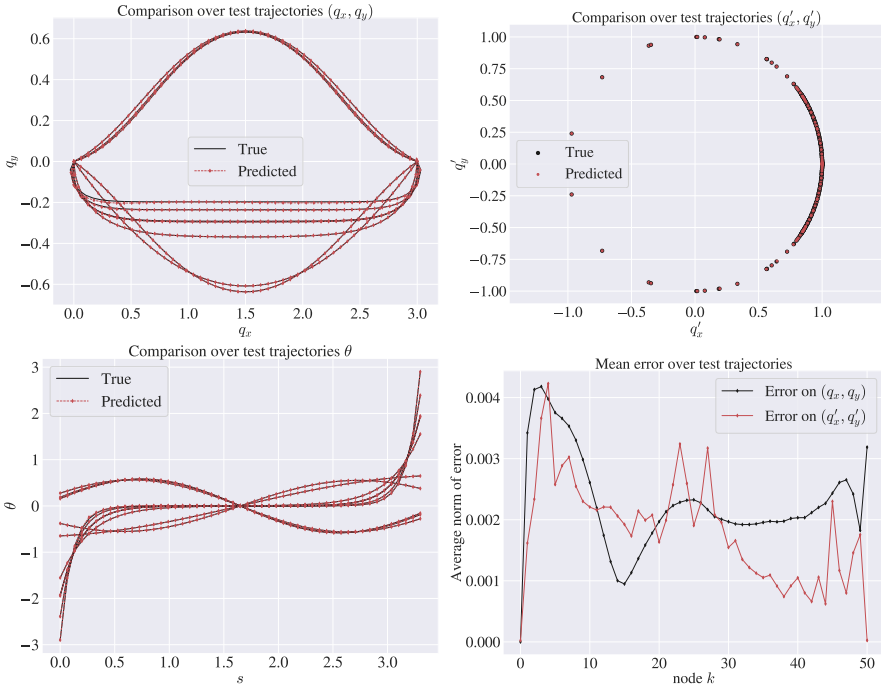 Comparison over test trajectories (q_x, q_y)
0.6
0.4
0.2
0.0
−0.2
−0.4
−0.6
q_y
True
Predicted
0.0 0.5 1.0 1.5 2.0 2.5 3.0
q_x
Comparison over test trajectories (q′_x, q′_y)
1.00
0.75
0.50
0.25
0.00
−0.25
−0.50
−0.75
−1.00
q′_y
True
Predicted
−1.0 −0.5 0.0 0.5 1.0
q′_x
Comparison over test trajectories θ
3
2
1
0
−1
−2
−3
θ
True
Predicted
0.0 0.5 1.0 1.5 2.0 2.5 3.0
s
Mean error over test trajectories
0.004
0.003
0.002
0.001
0.000
Average norm of error
Error on (q_x, q_y)
Error on (q′_x, q′_y)
0 10 20 30 40 50
node k